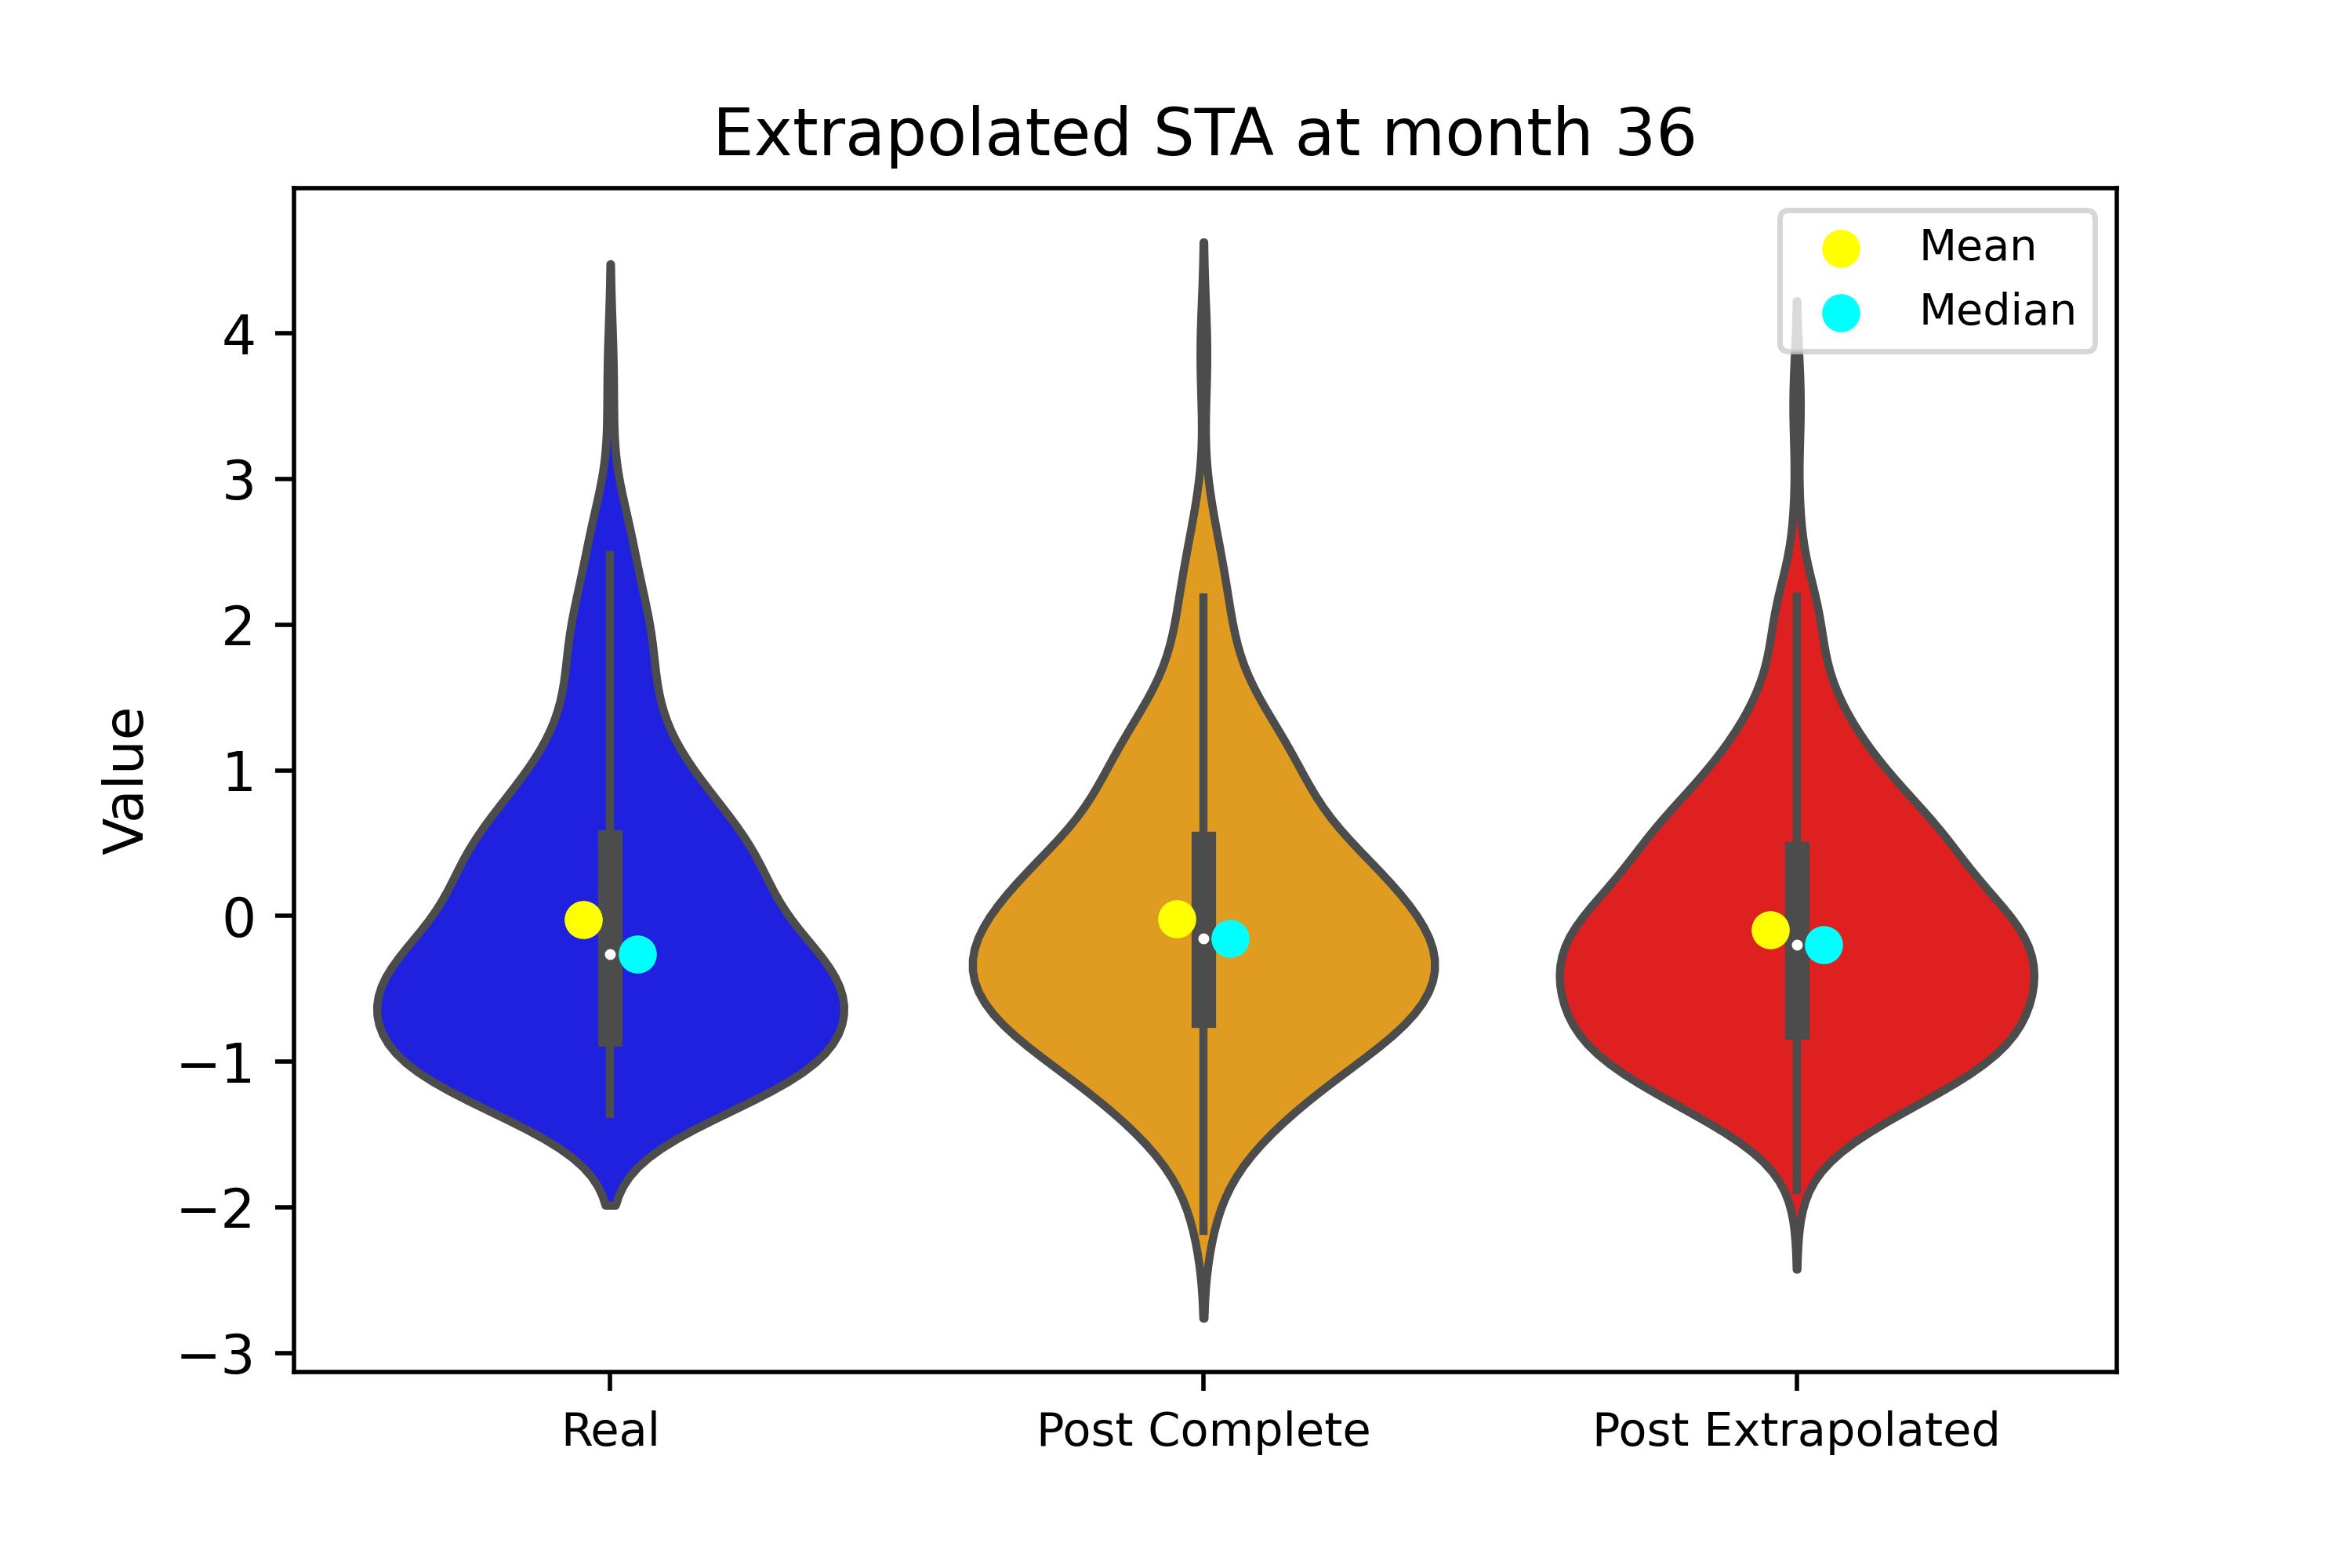 Extrapolated STA at month 36
Mean
Median
4
3
2
1
0
−1
−2
−3
Value
Real
Post Complete
Post Extrapolated